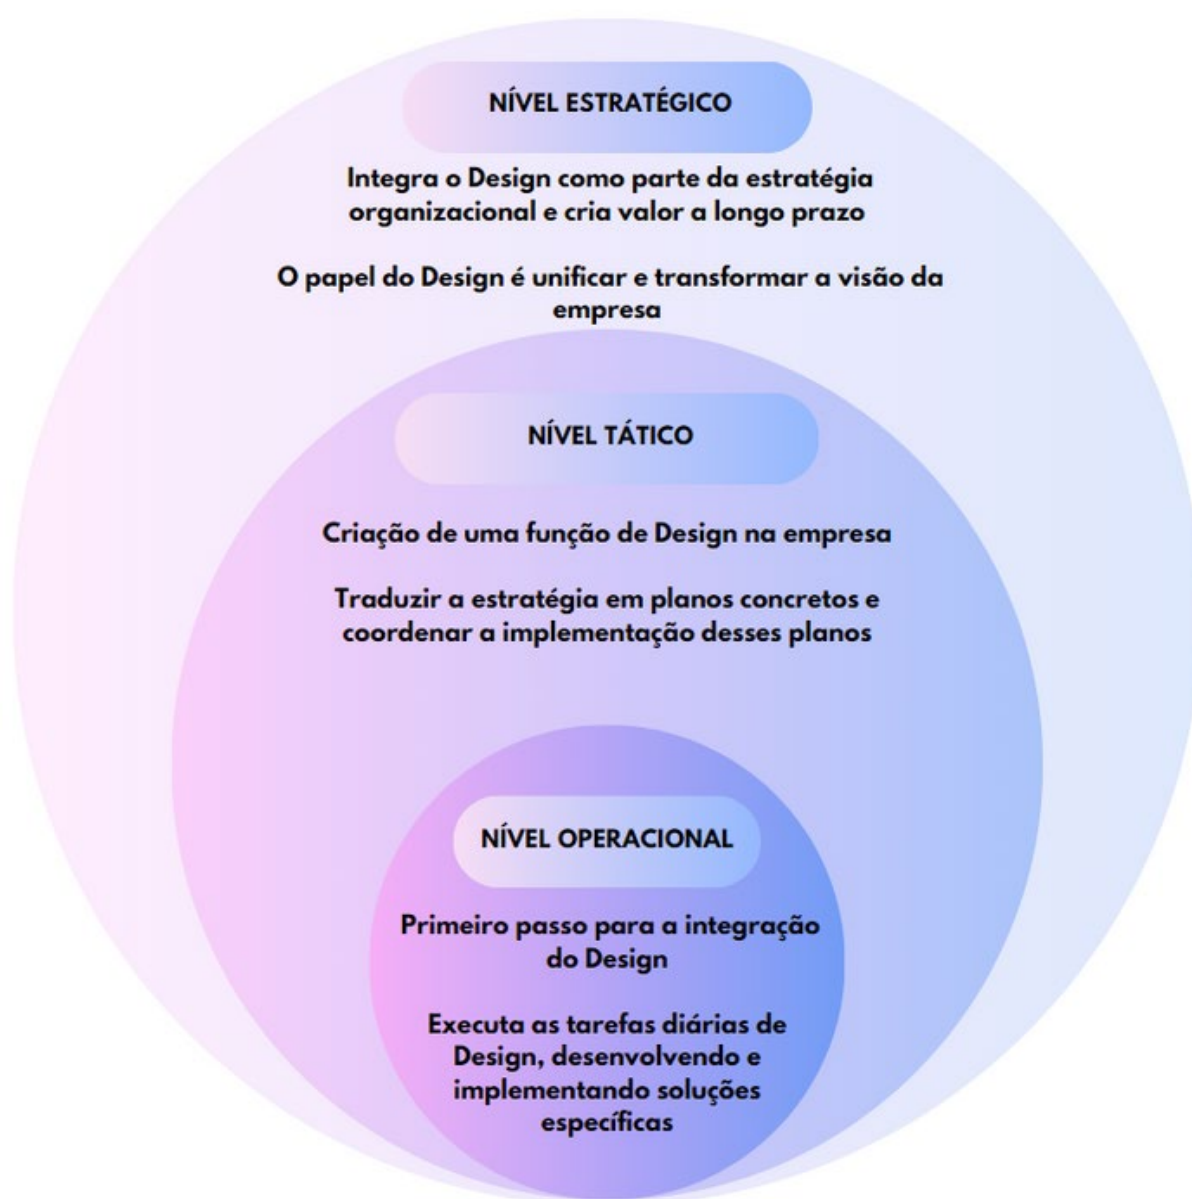 NÍVEL ESTRATÉGICO
Integra o Design como parte da estratégia
organizacional e cria valor a longo prazo
O papel do Design é unificar e transformar a visão da
empresa
NÍVEL TÁTICO
Criação de uma função de Design na empresa
Traduzir a estratégia em planos concretos e
coordenar a implementação desses planos
NÍVEL OPERACIONAL
Primeiro passo para a integração
do Design
Executa as tarefas diárias de
Design, desenvolvendo e
implementando soluções
específicas